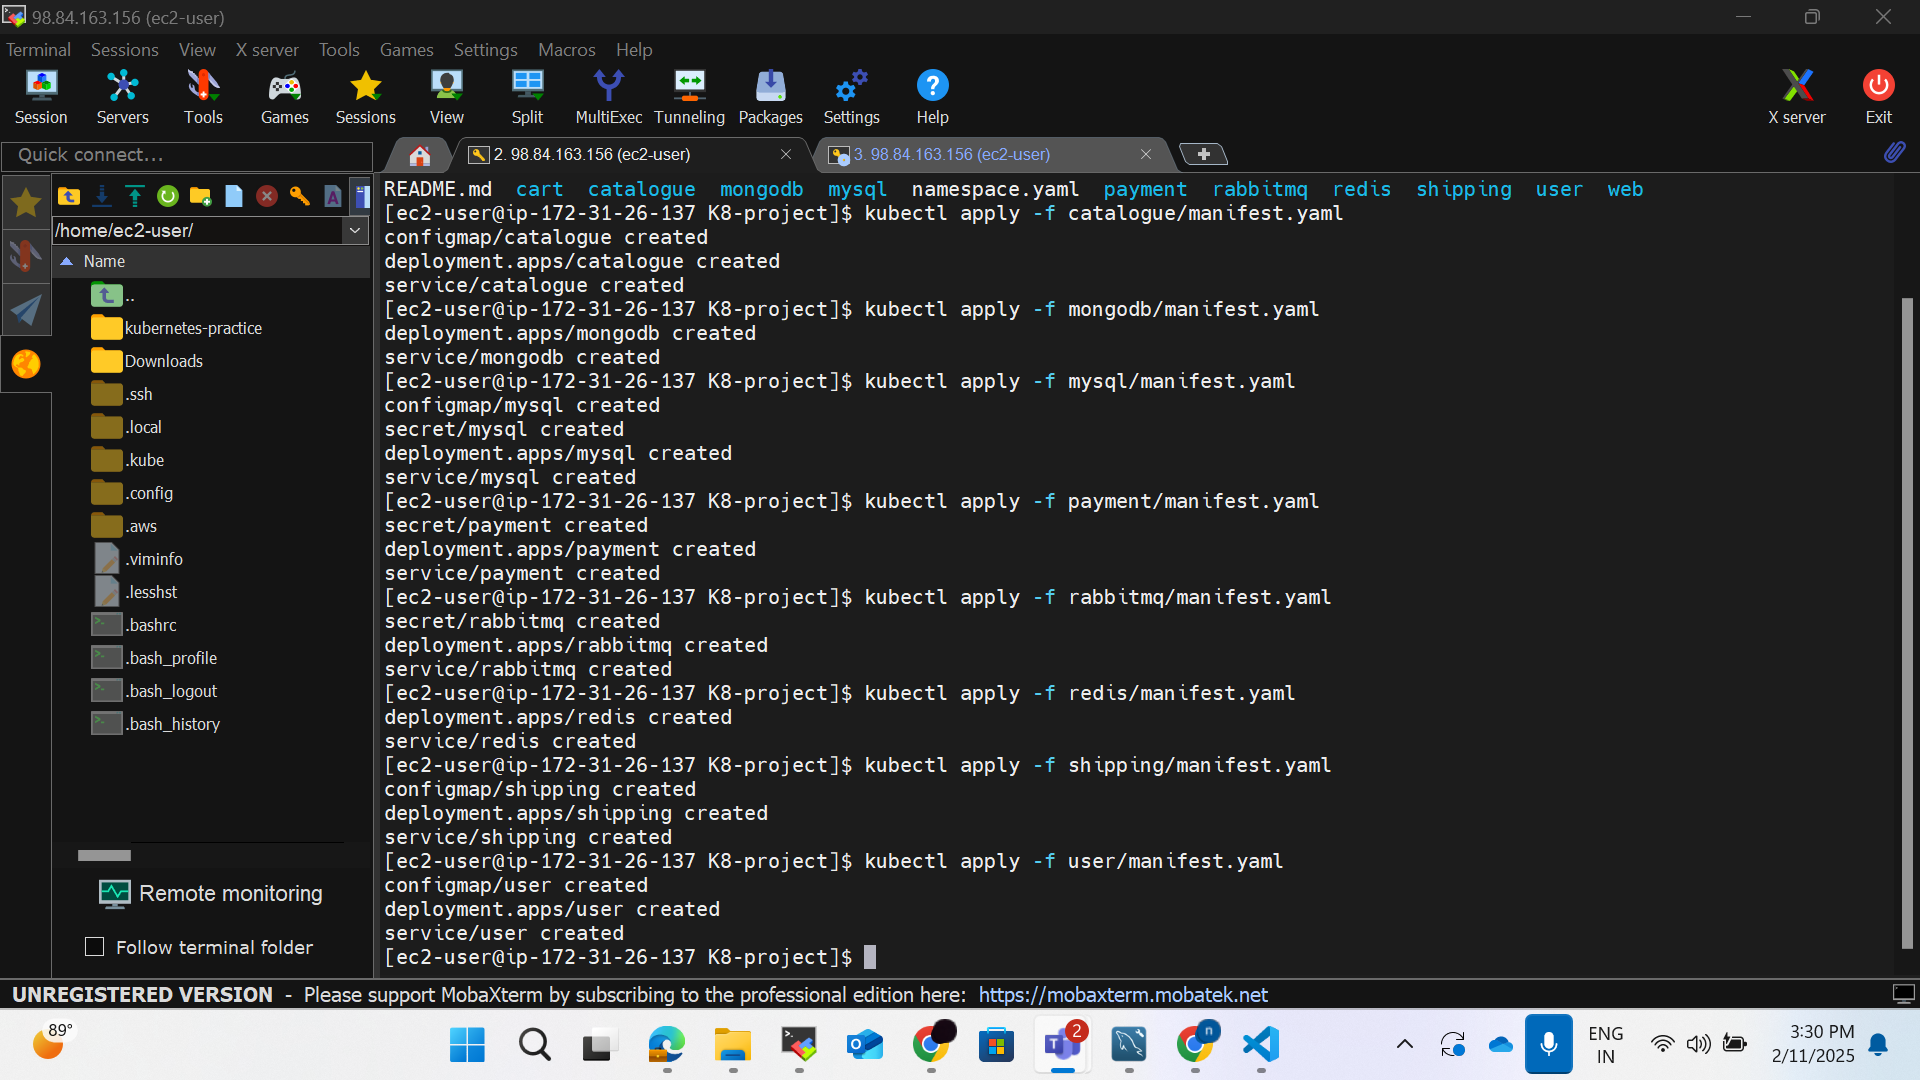 98.84.163.156 (ec2-user)
Terminal Sessions View X server Tools Games Settings Macros Help
Session Servers Tools Games Sessions View Split MultiExec Tunneling Packages Settings Help X server Exit
Quick connect...
2. 98.84.163.156 (ec2-user)
3. 98.84.163.156 (ec2-user)
/home/ec2-user/
Name
..
kubernetes-practice
Downloads
.ssh
.local
.kube
.config
.aws
.viminfo
.lesshst
.bashrc
.bash_profile
.bash_logout
.bash_history
Remote monitoring
Follow terminal folder
README.md cart catalogue mongodb mysql namespace.yaml payment rabbitmq redis shipping user web
[ec2-user@ip-172-31-26-137 K8-project]$ kubectl apply -f catalogue/manifest.yaml
configmap/catalogue created
deployment.apps/catalogue created
service/catalogue created
[ec2-user@ip-172-31-26-137 K8-project]$ kubectl apply -f mongodb/manifest.yaml
deployment.apps/mongodb created
service/mongodb created
[ec2-user@ip-172-31-26-137 K8-project]$ kubectl apply -f mysql/manifest.yaml
configmap/mysql created
secret/mysql created
deployment.apps/mysql created
service/mysql created
[ec2-user@ip-172-31-26-137 K8-project]$ kubectl apply -f payment/manifest.yaml
secret/payment created
deployment.apps/payment created
service/payment created
[ec2-user@ip-172-31-26-137 K8-project]$ kubectl apply -f rabbitmq/manifest.yaml
secret/rabbitmq created
deployment.apps/rabbitmq created
service/rabbitmq created
[ec2-user@ip-172-31-26-137 K8-project]$ kubectl apply -f redis/manifest.yaml
deployment.apps/redis created
service/redis created
[ec2-user@ip-172-31-26-137 K8-project]$ kubectl apply -f shipping/manifest.yaml
configmap/shipping created
deployment.apps/shipping created
service/shipping created
[ec2-user@ip-172-31-26-137 K8-project]$ kubectl apply -f user/manifest.yaml
configmap/user created
deployment.apps/user created
service/user created
[ec2-user@ip-172-31-26-137 K8-project]$
UNREGISTERED VERSION - Please support MobaXterm by subscribing to the professional edition here: https://mobaxterm.mobatek.net
89°
2
n
ENG
IN
3:30 PM
2/11/2025